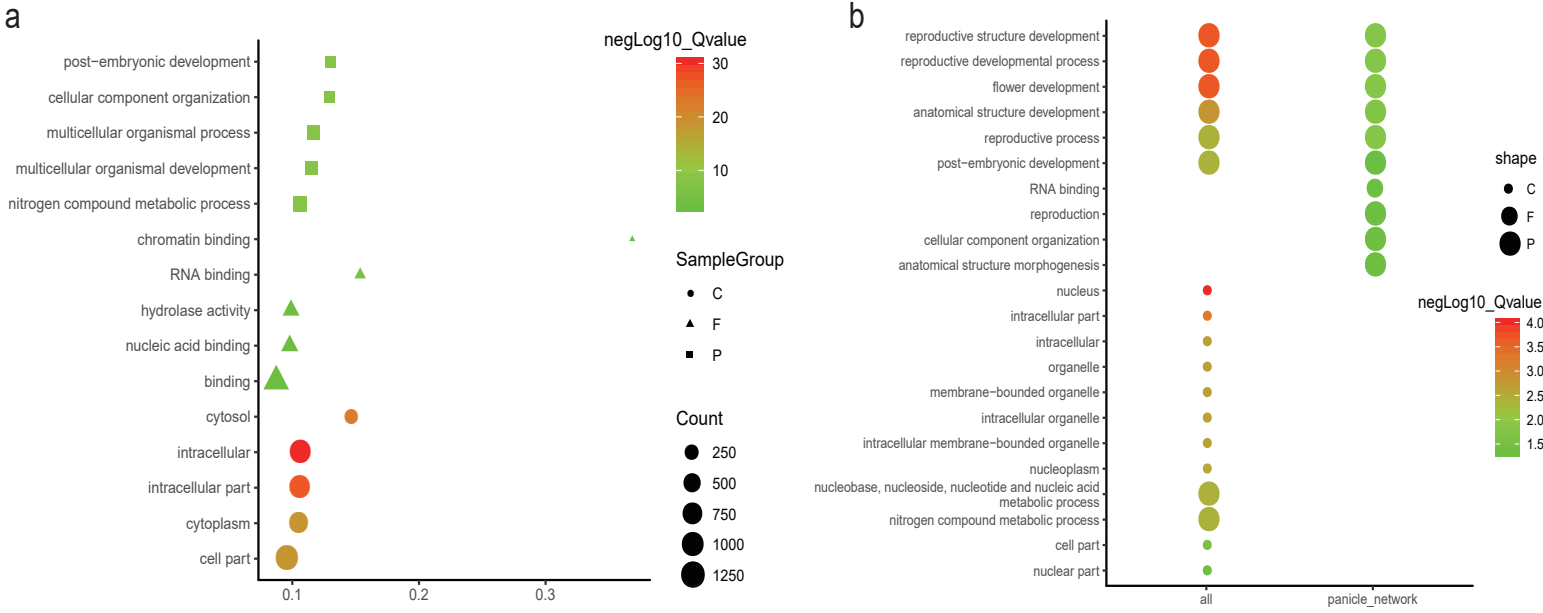 a
post−embryonic development
cellular component organization
multicellular organismal process
multicellular organismal development
nitrogen compound metabolic process
chromatin binding
RNA binding
hydrolase activity
nucleic acid binding
binding
cytosol
intracellular
intracellular part
cytoplasm
cell part
0.1
0.2
0.3
negLog10_Qvalue
30
20
10
SampleGroup
C
F
P
Count
250
500
750
1000
1250
b
reproductive structure development
reproductive developmental process
flower development
anatomical structure development
reproductive process
post−embryonic development
RNA binding
reproduction
cellular component organization
anatomical structure morphogenesis
nucleus
intracellular part
intracellular
organelle
membrane−bounded organelle
intracellular organelle
intracellular membrane−bounded organelle
nucleoplasm
nucleobase, nucleoside, nucleotide and nucleic acid
metabolic process
nitrogen compound metabolic process
cell part
nuclear part
all
panicle_network
shape
C
F
P
negLog10_Qvalue
4.0
3.5
3.0
2.5
2.0
1.5